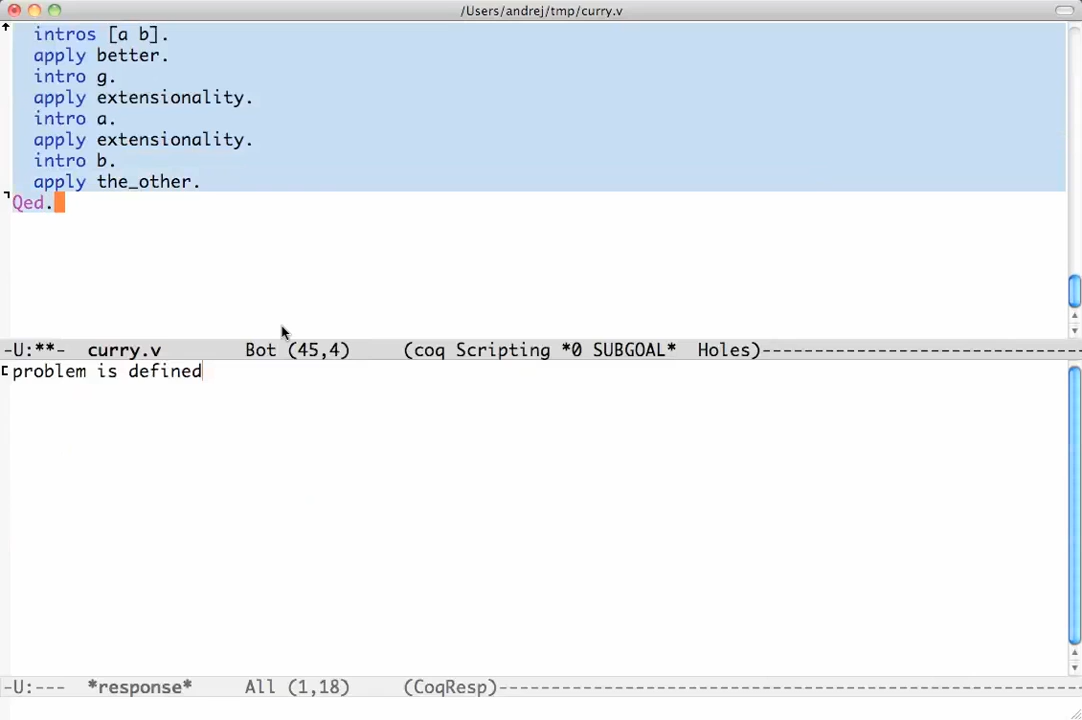 /Users/andrej/tmp/curry.v
intros [a b].
apply better.
intro g.
apply extensionality.
intro a.
apply extensionality.
intro b.
apply the_other.
Qed.
-U:**-  curry.v        Bot (45,4)     (coq Scripting *0 SUBGOAL*  Holes)------------------------------
problem is defined
-U:---  *response*     All (1,18)     (CoqResp)-------------------------------------------------------